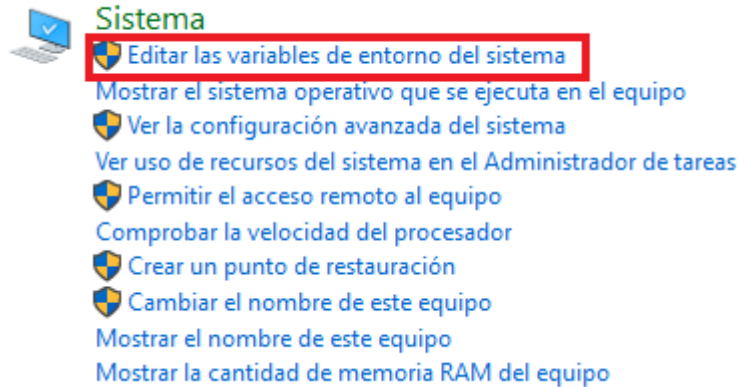 Sistema
Editar las variables de entorno del sistema
Mostrar el sistema operativo que se ejecuta en el equipo
Ver la configuración avanzada del sistema
Ver uso de recursos del sistema en el Administrador de tareas
Permitir el acceso remoto al equipo
Comprobar la velocidad del procesador
Crear un punto de restauración
Cambiar el nombre de este equipo
Mostrar el nombre de este equipo
Mostrar la cantidad de memoria RAM del equipo